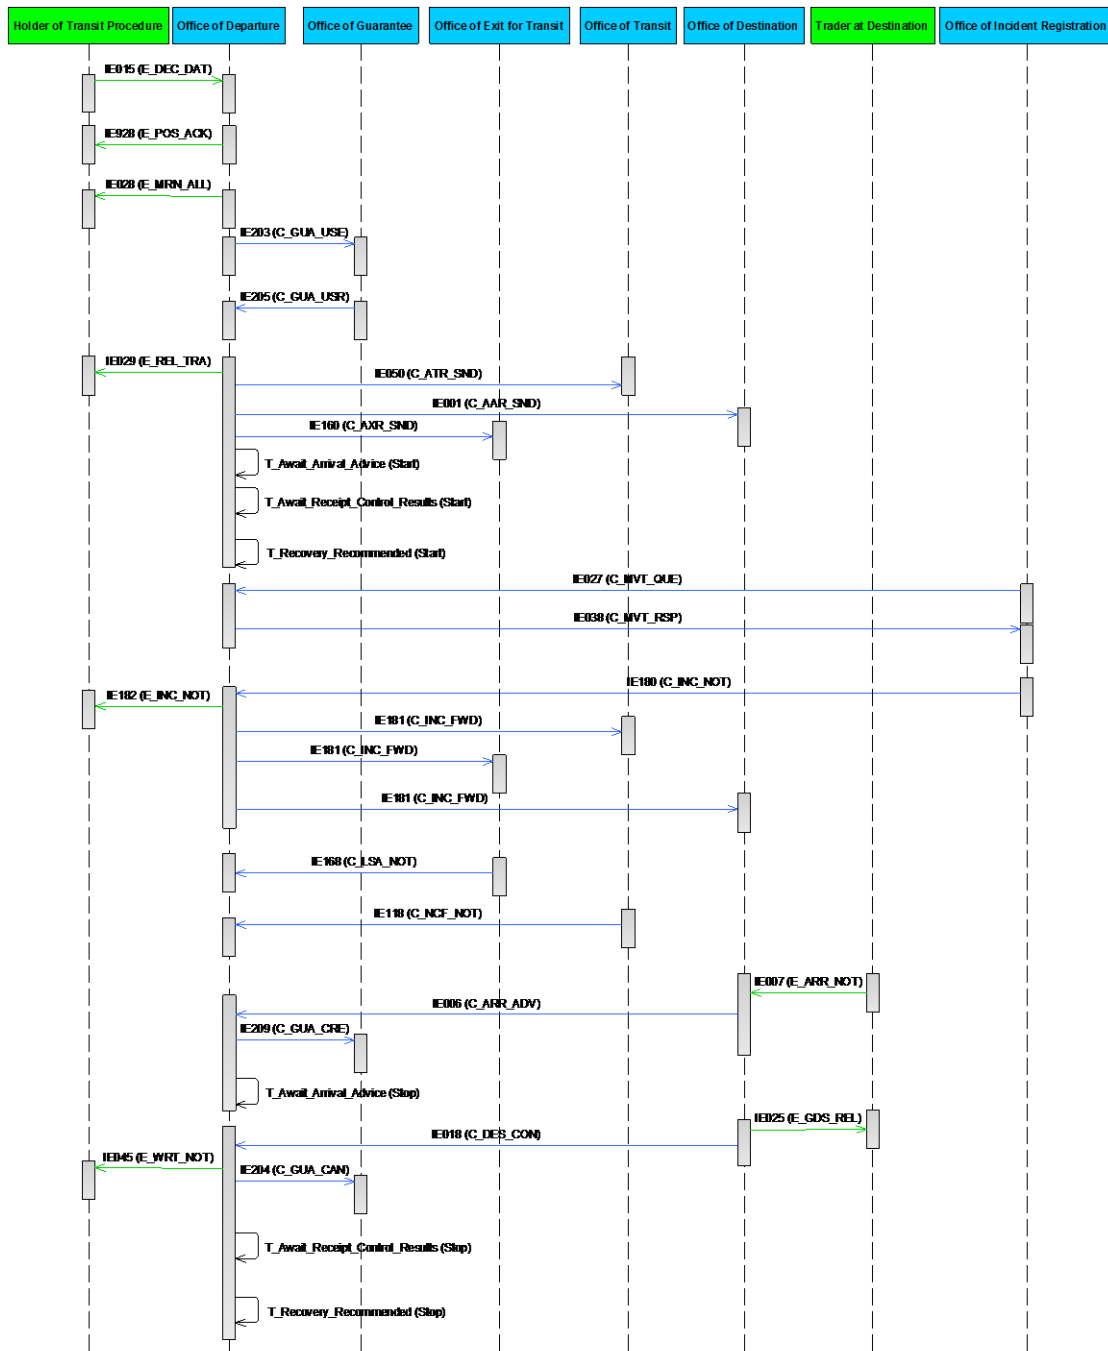 Holder of Transit Procedure
Office of Departure
Office of Guarantee
Office of Exit for Transit
Office of Transit
Office of Destination
Trader at Destination
Office of Incident Registration
IE015 (E_DEC_DAT)
IE928 (E_POS_ACK)
IE028 (E_MRN_ALL)
IE203 (C_GUA_USE)
IE205 (C_GUA_USR)
IE029 (E_REL_TRA)
IE050 (C_ATR_SND)
IE001 (C_AAR_SND)
IE160 (C_AXR_SND)
T_Await_Arrival_Advice (Start)
T_Await_Receipt_Control_Results (Start)
T_Recovery_Recommended (Start)
IE027 (C_MVT_QUE)
IE038 (C_MVT_RSP)
IE180 (C_INC_NOT)
IE182 (E_INC_NOT)
IE181 (C_INC_FWD)
IE181 (C_INC_FWD)
IE181 (C_INC_FWD)
IE168 (C_LSA_NOT)
IE118 (C_NCF_NOT)
IE007 (E_ARR_NOT)
IE006 (C_ARR_ADV)
IE209 (C_GUA_CRE)
T_Await_Arrival_Advice (Stop)
IE025 (E_GDS_REL)
IE018 (C_DES_CON)
IE045 (E_WRT_NOT)
IE204 (C_GUA_CAN)
T_Await_Receipt_Control_Results (Stop)
T_Recovery_Recommended (Stop)